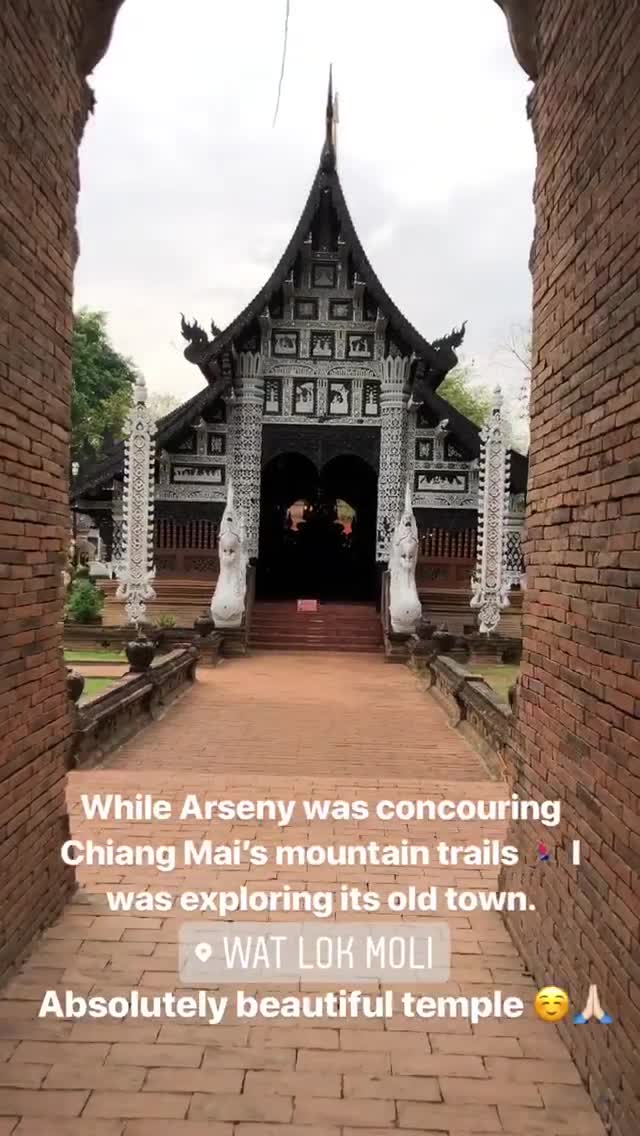 While Arseny was concouring
Chiang Mai's mountain trails 🚶🏻‍♀️ I
was exploring its old town.
WAT LOK MOLI
Absolutely beautiful temple ☺️🙏🏻